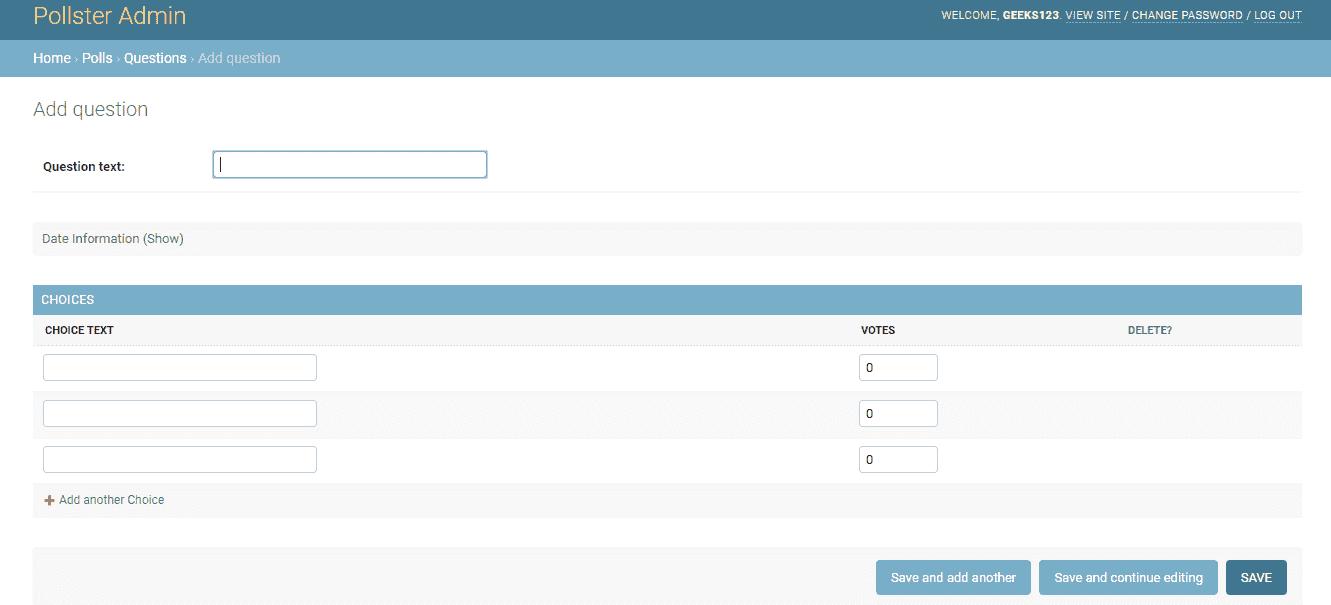 Pollster Admin
WELCOME, GEEKS123. VIEW SITE / CHANGE PASSWORD / LOG OUT
Home › Polls › Questions › Add question
Add question
Question text:
Date Information (Show)
CHOICES
CHOICE TEXT VOTES DELETE?
0
0
0
Add another Choice
Save and add another Save and continue editing SAVE